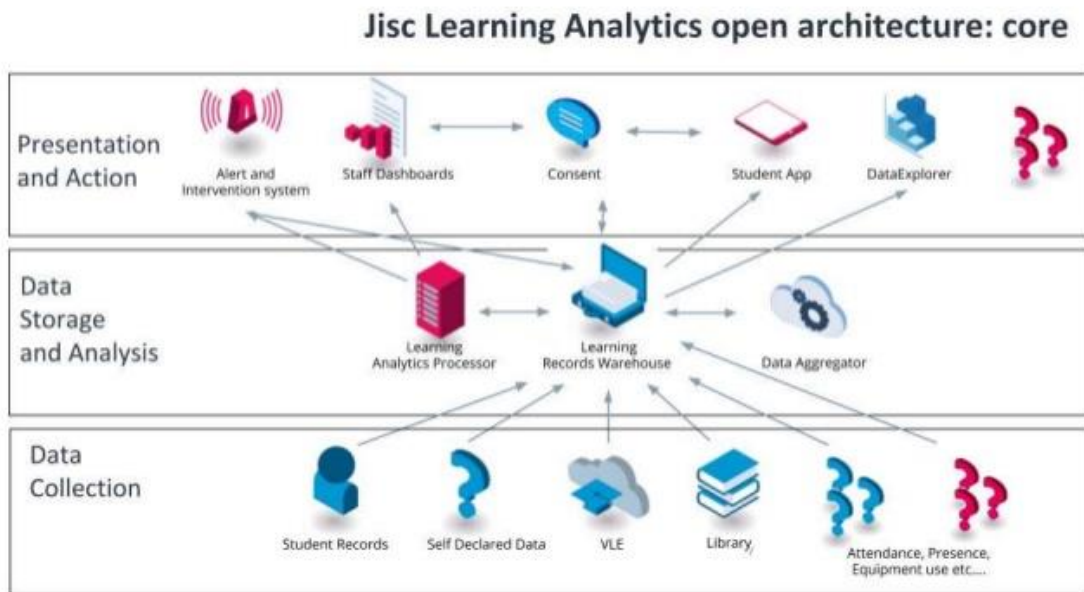 Jisc Learning Analytics open architecture: core
Presentation
and Action
Alert and
Intervention system
Staff Dashboards
Consent
Student App
DataExplorer
Data
Storage
and Analysis
Learning
Analytics Processor
Learning
Records Warehouse
Data Aggregator
Data
Collection
Student Records
Self Declared Data
VLE
Library
Attendance, Presence,
Equipment use etc....